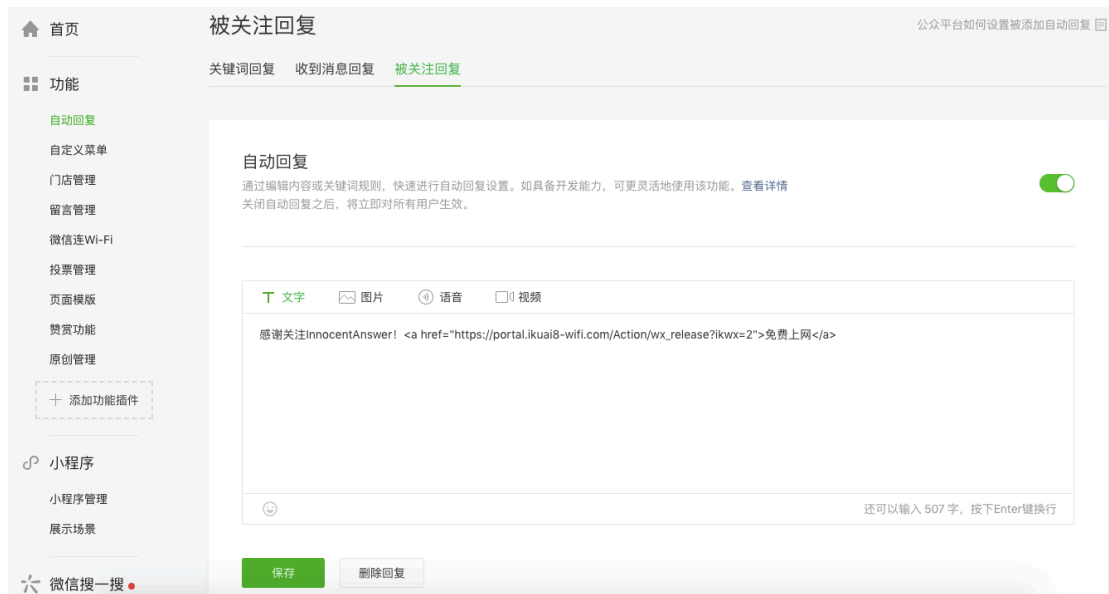 首页
功能
自动回复
自定义菜单
门店管理
留言管理
微信连Wi-Fi
投票管理
页面模版
赞赏功能
原创管理
添加功能插件
小程序
小程序管理
展示场景
微信搜一搜
被关注回复
公众平台如何设置被添加自动回复
关键词回复 收到消息回复 被关注回复
自动回复
通过编辑内容或关键词规则，快速进行自动回复设置。如具备开发能力，可更灵活地使用该功能。查看详情
关闭自动回复之后，将立即对所有用户生效。
文字 图片 语音 视频
感谢关注InnocentAnswer！<a href="https://portal.ikuai8-wifi.com/Action/wx_release?ikwx=2">免费上网</a>
还可以输入 507 字，按下Enter键换行
保存 删除回复